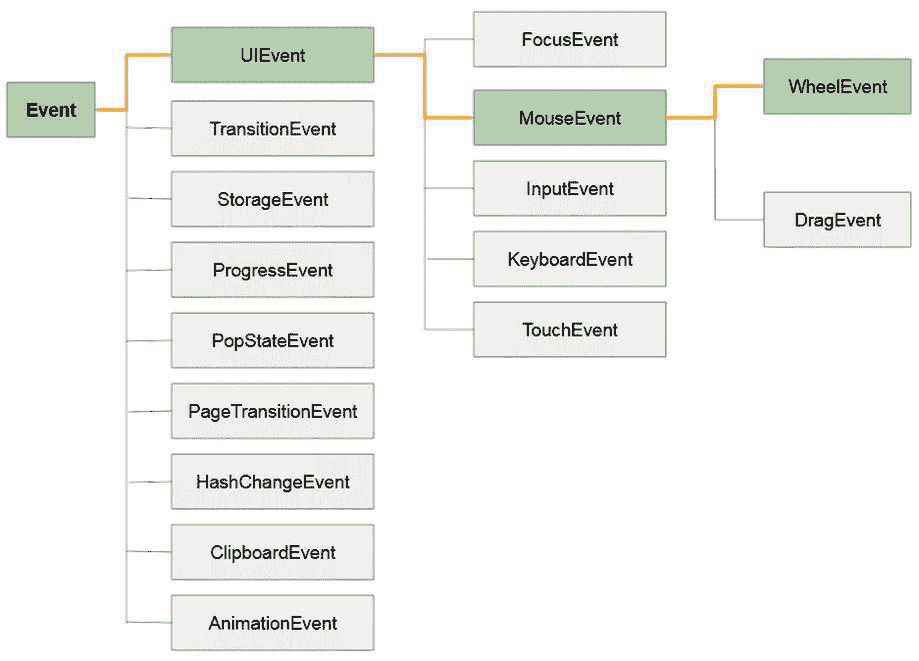 Event
UIEvent
TransitionEvent
StorageEvent
ProgressEvent
PopStateEvent
PageTransitionEvent
HashChangeEvent
ClipboardEvent
AnimationEvent
FocusEvent
MouseEvent
InputEvent
KeyboardEvent
TouchEvent
WheelEvent
DragEvent